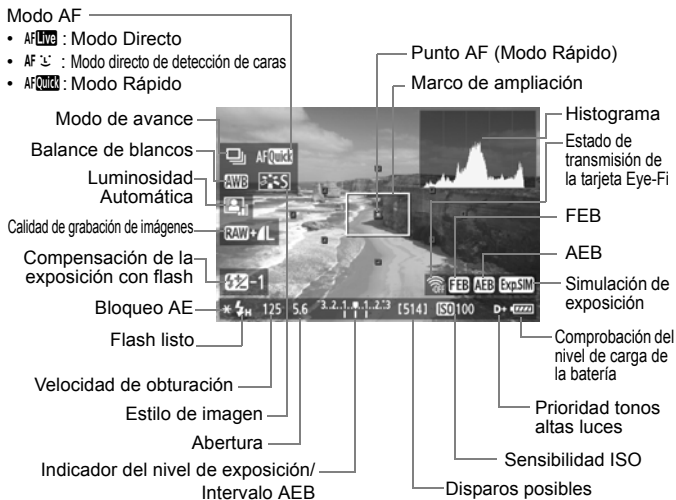 Modo AF
• AF Live : Modo Directo
• AF : Modo directo de detección de caras
• AF Quick : Modo Rápido
Modo de avance
Balance de blancos
Luminosidad
Automática
Calidad de grabación de imágenes
Compensación de la
exposición con flash
Bloqueo AE
Flash listo
Velocidad de obturación
Estilo de imagen
Abertura
Indicador del nivel de exposición/
Intervalo AEB
Punto AF (Modo Rápido)
Marco de ampliación
Histograma
Estado de
transmisión de
la tarjeta Eye-Fi
FEB
AEB
Simulación de
exposición
Comprobación del
nivel de carga de
la batería
Prioridad tonos
altas luces
Sensibilidad ISO
Disparos posibles
AF Quick
AWB
S
RAW+L
-1
OFF FEB AEB Exp.SIM
* H 125 5.6 3..2..1..1..2..3 [514] ISO 100 D+